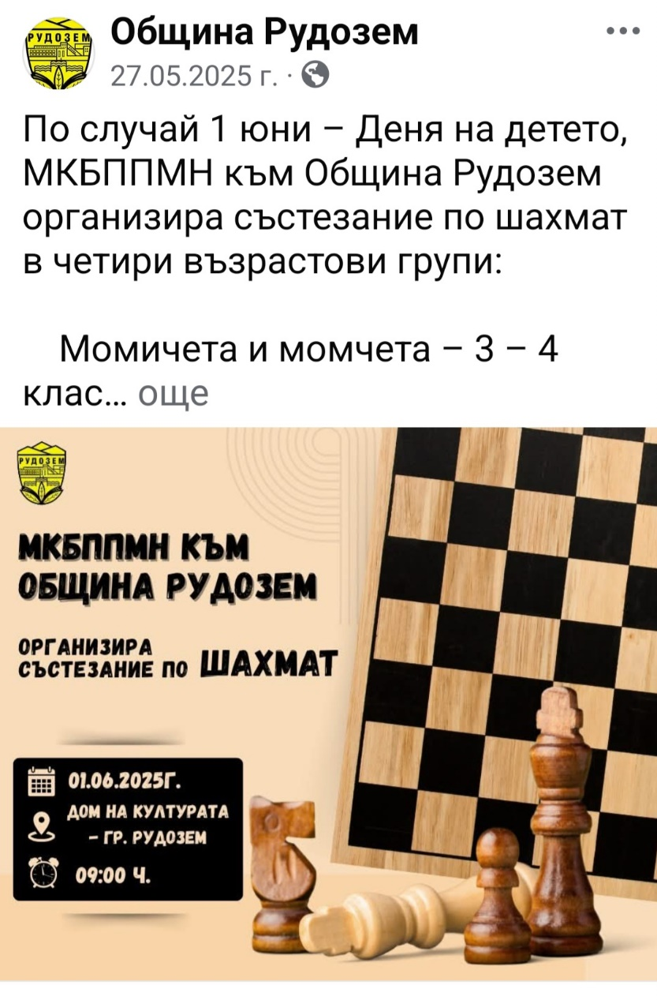 РУДОЗЕМ
Община Рудозем
27.05.2025 г. ·
По случай 1 юни – Деня на детето,
МКБППМН към Община Рудозем
организира състезание по шахмат
в четири възрастови групи:
Момичета и момчета – 3 – 4
клас... още
РУДОЗЕМ
МКБППМН КЪМ
ОБЩИНА РУДОЗЕМ
ОРГАНИЗИРА
СЪСТЕЗАНИЕ ПО ШАХМАТ
01.06.2025Г.
ДОМ НА КУЛТУРАТА
– ГР. РУДОЗЕМ
09:00 Ч.